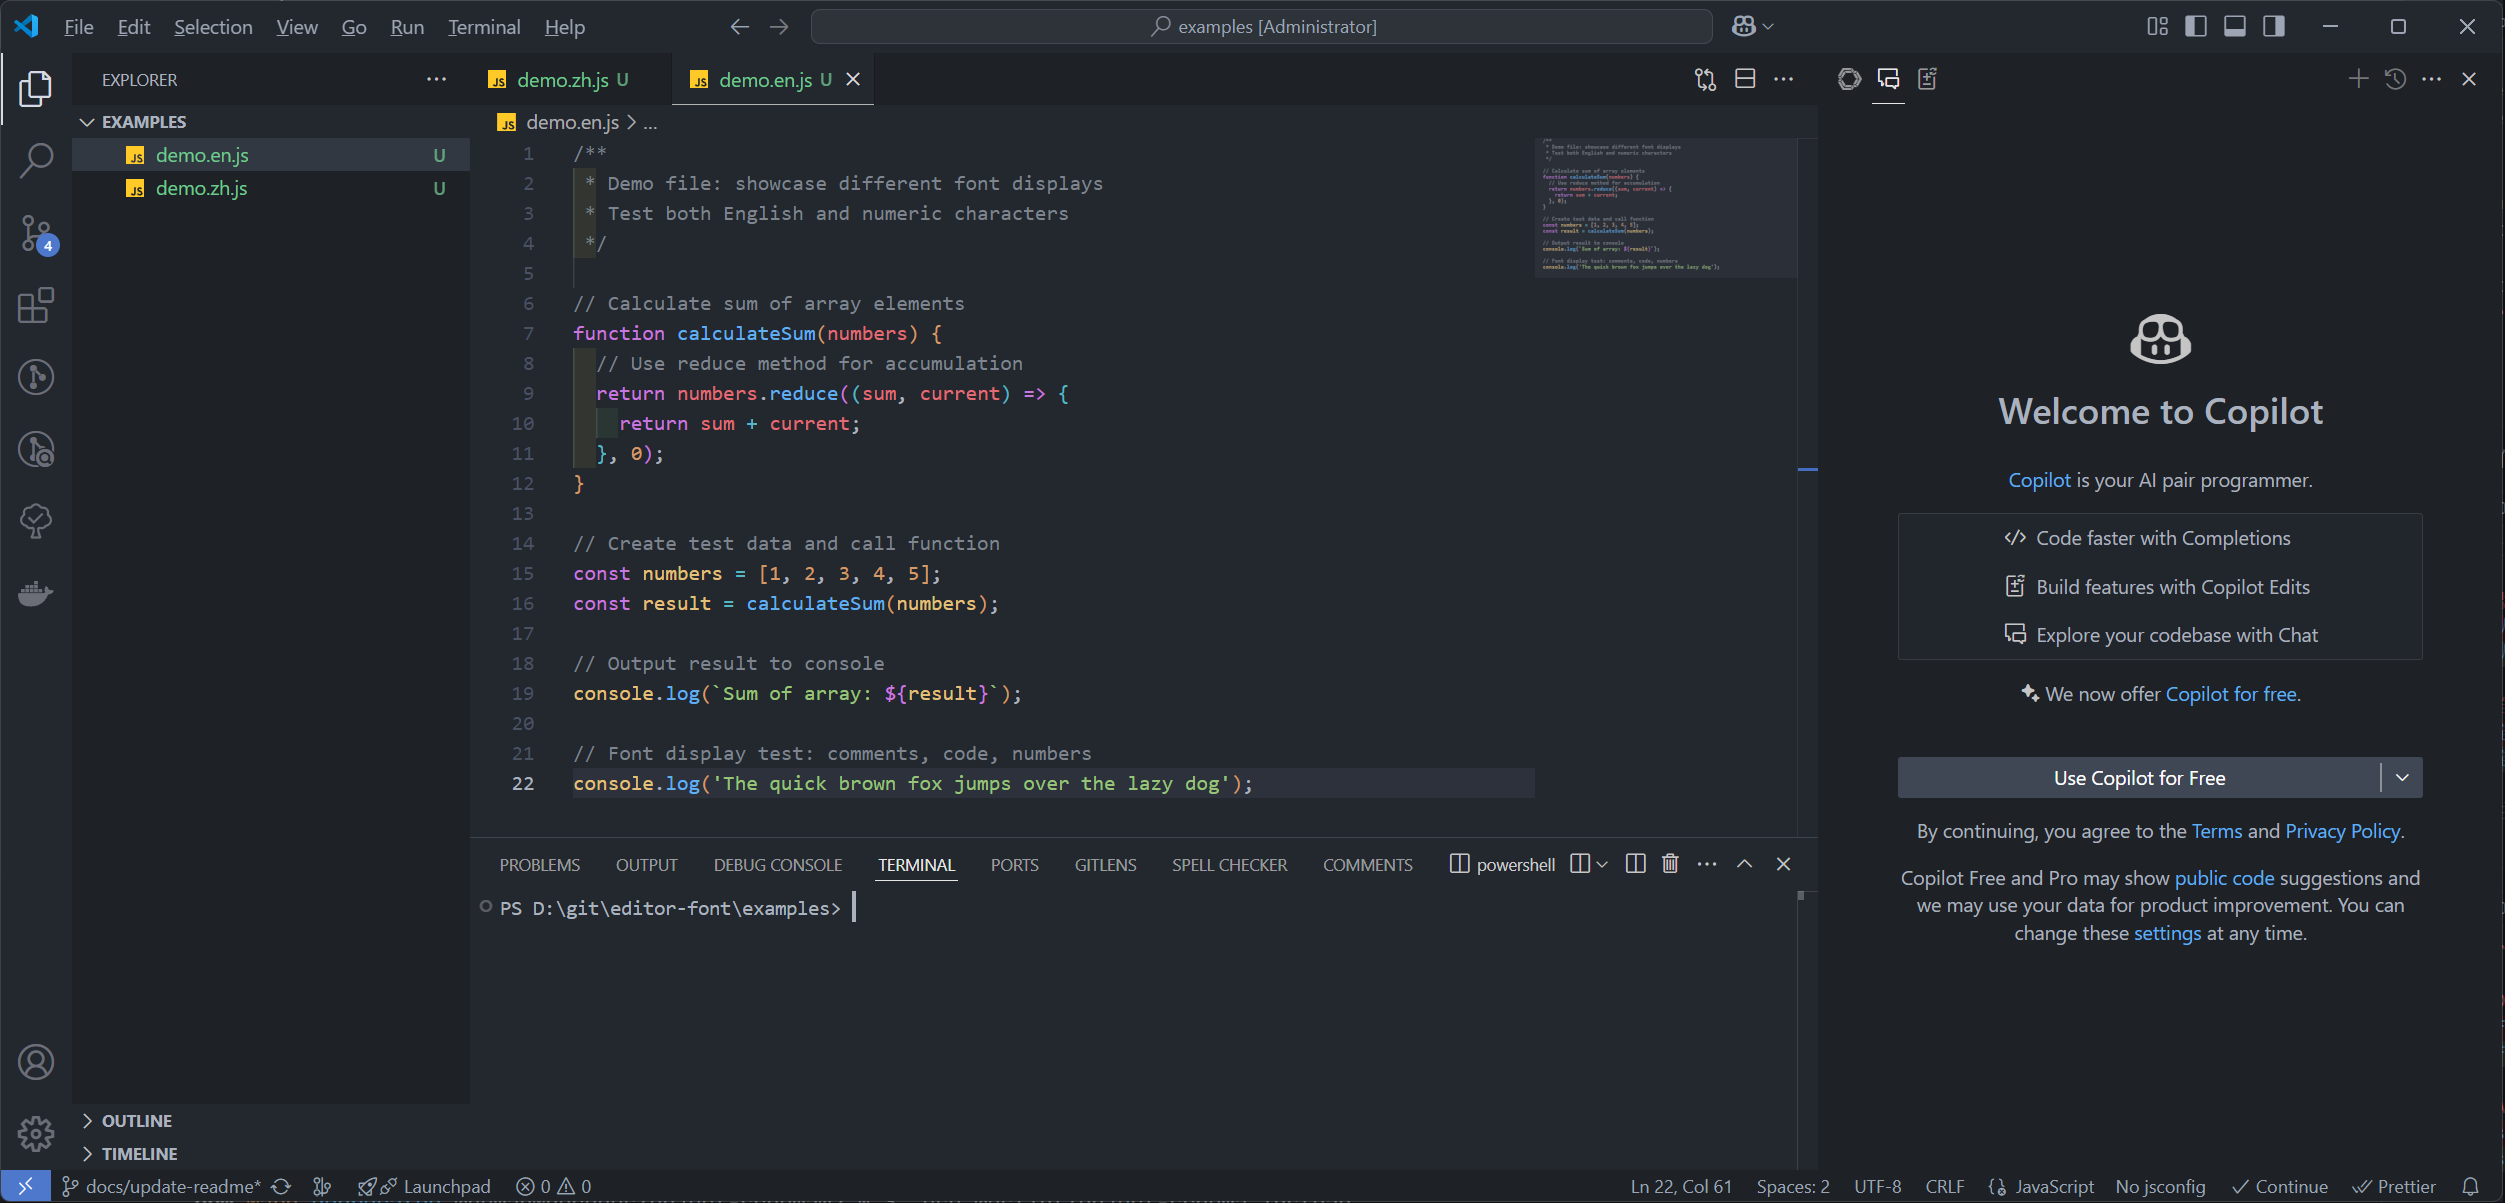 File Edit Selection View Go Run Terminal Help
examples [Administrator]
EXPLORER
EXAMPLES
JS demo.en.js U
JS demo.zh.js U
4
OUTLINE
TIMELINE
JS demo.zh.js U
JS demo.en.js U
JS demo.en.js > ...
1 /**
2 * Demo file: showcase different font displays
3 * Test both English and numeric characters
4 */
5
6 // Calculate sum of array elements
7 function calculateSum(numbers) {
8 // Use reduce method for accumulation
9 return numbers.reduce((sum, current) => {
10 return sum + current;
11 }, 0);
12 }
13
14 // Create test data and call function
15 const numbers = [1, 2, 3, 4, 5];
16 const result = calculateSum(numbers);
17
18 // Output result to console
19 console.log(`Sum of array: ${result}`);
20
21 // Font display test: comments, code, numbers
22 console.log('The quick brown fox jumps over the lazy dog');
PROBLEMS OUTPUT DEBUG CONSOLE TERMINAL PORTS GITLENS SPELL CHECKER COMMENTS powershell
PS D:\git\editor-font\examples>
Welcome to Copilot
Copilot is your AI pair programmer.
Code faster with Completions
Build features with Copilot Edits
Explore your codebase with Chat
We now offer Copilot for free.
Use Copilot for Free
By continuing, you agree to the Terms and Privacy Policy.
Copilot Free and Pro may show public code suggestions and
we may use your data for product improvement. You can
change these settings at any time.
docs/update-readme* Launchpad 0 0
Ln 22, Col 61 Spaces: 2 UTF-8 CRLF JavaScript No jsconfig Continue Prettier